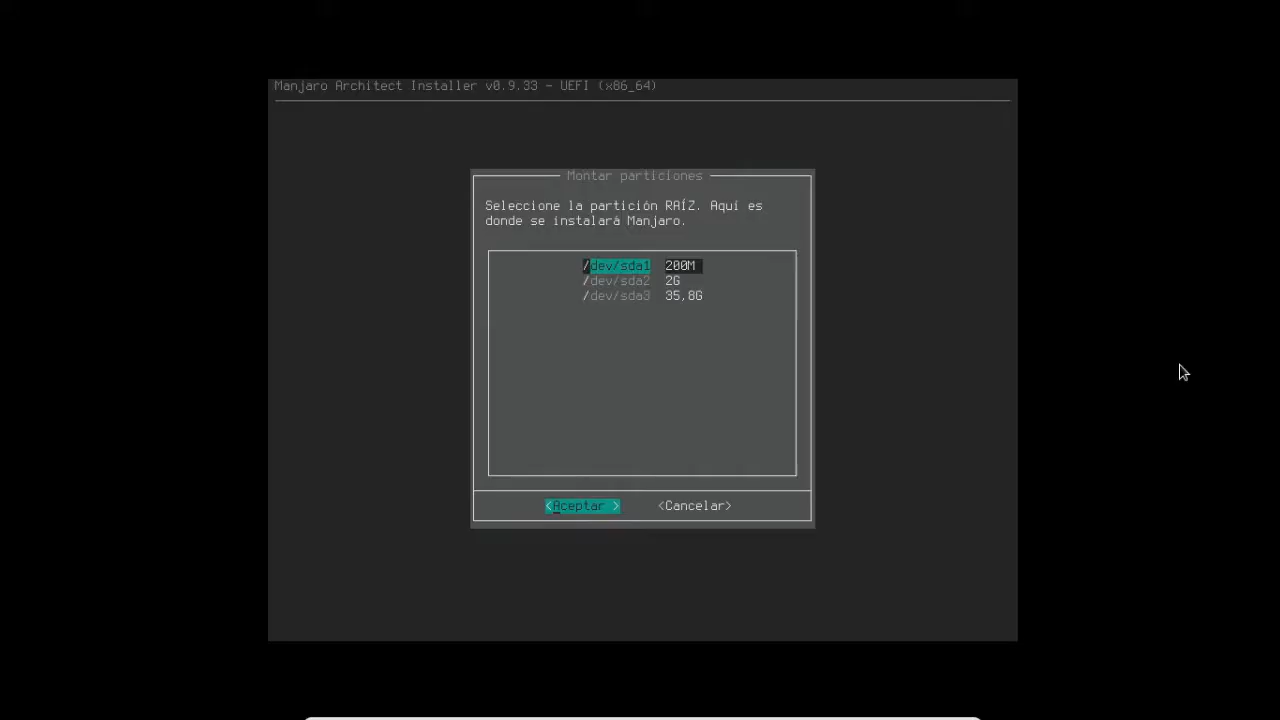 Manjaro Architect Installer v0.9.33 - UEFI (x86_64)
Montar particiones
Seleccione la partición RAÍZ. Aquí es
donde se instalará Manjaro.
/dev/sda1 200M
/dev/sda2 2G
/dev/sda3 35,8G
<Aceptar > <Cancelar>